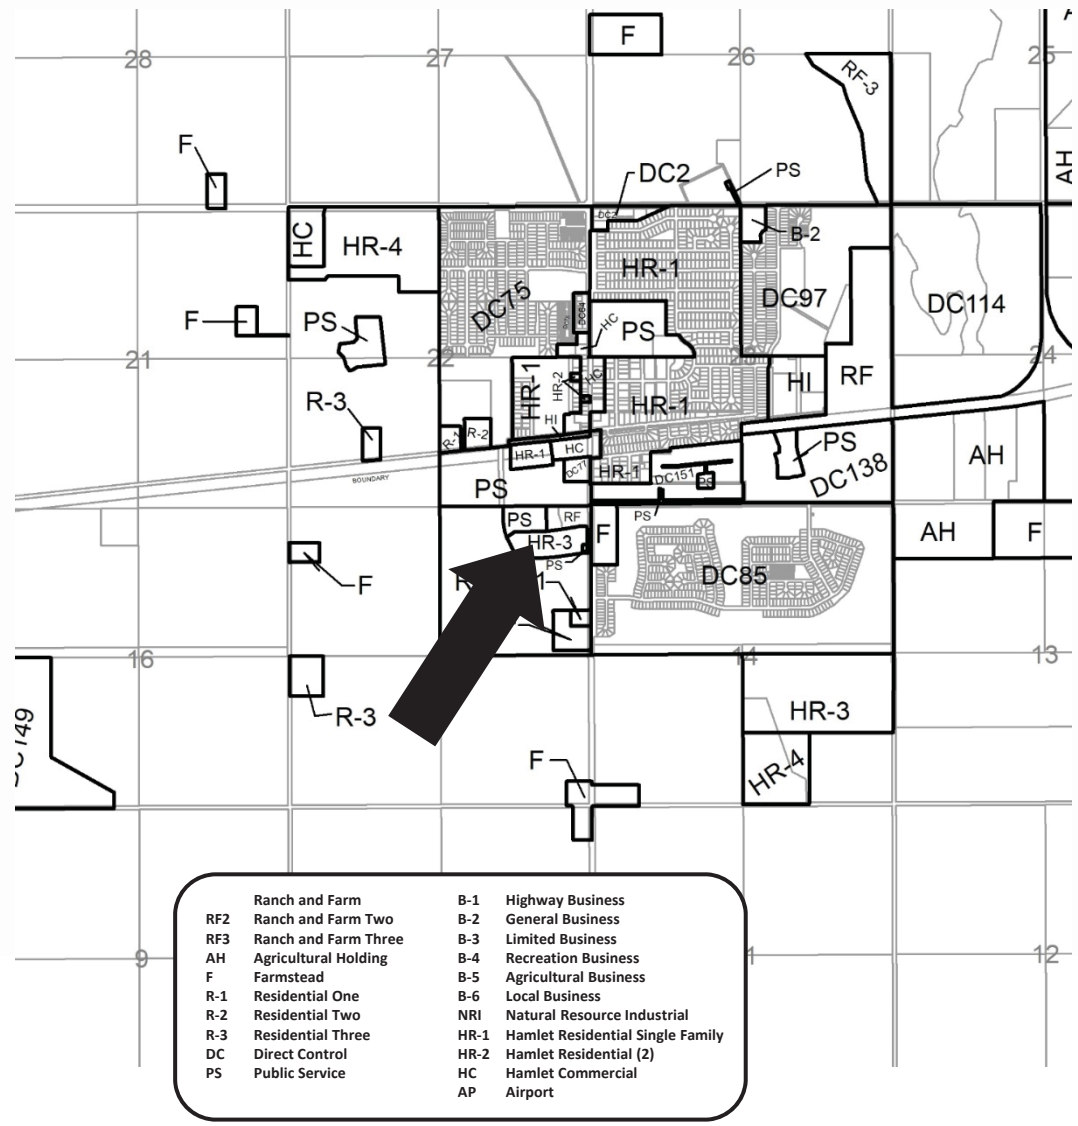 F
28
27
26
25
RF-3
F
DC2
PS
AH
HC
HR-4
DC2
B-2
HR-1
DC75
DC97
DC114
F
PS
DC64
HC
PS
21
22
24
HR-1
HR-2
HC
HR-1
HI
RF
R-3
HI
R-1
R-2
HR-1
HC
PS
AH
BOUNDARY
DC77
HR-1
DC151
PS
DC138
PS
PS
RF
PS
F
AH
F
HR-3
PS
F
DC85
1
16
14
13
R-3
HR-3
F
HR-4
9
12
Ranch and Farm
RF2 Ranch and Farm Two
RF3 Ranch and Farm Three
AH Agricultural Holding
F Farmstead
R-1 Residential One
R-2 Residential Two
R-3 Residential Three
DC Direct Control
PS Public Service
B-1 Highway Business
B-2 General Business
B-3 Limited Business
B-4 Recreation Business
B-5 Agricultural Business
B-6 Local Business
NRI Natural Resource Industrial
HR-1 Hamlet Residential Single Family
HR-2 Hamlet Residential (2)
HC Hamlet Commercial
AP Airport